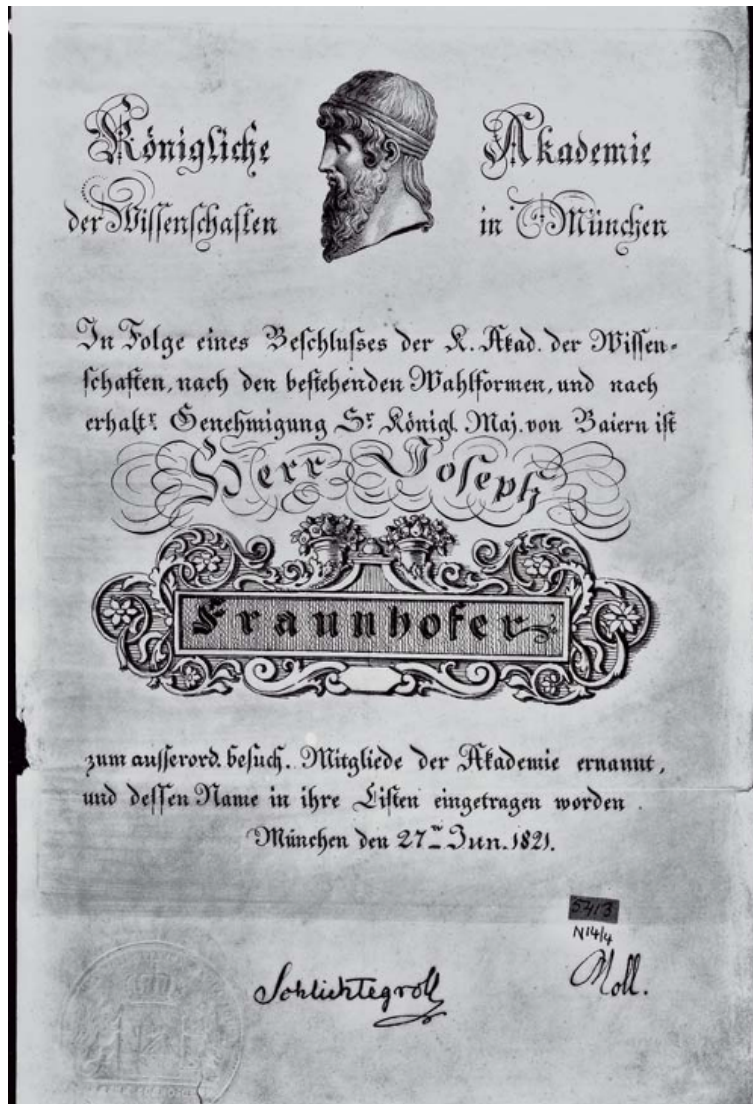 Königliche Akademie
der Wissenschaften in München
In Folge eines Beschlusses der K. Akad. der Wissen-
schaften, nach den bestehenden Wahlformen, und nach
erhaltr. Genehmigung Sr. Königl. Maj. von Baiern ist
Herr Joseph
Fraunhofer
zum ausserord. besuch. Mitgliede der Akademie ernannt,
und dessen Name in ihre Listen eingetragen worden.
München den 27ten Jun. 1821.
5413
N14/4
Schlichtegroll Moll.